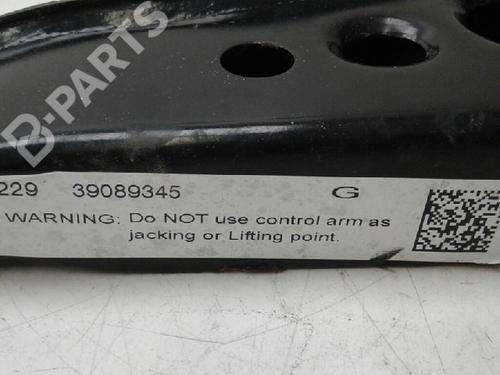 B-PARTS
229 39089345 G
WARNING: Do NOT use control arm as
jacking or Lifting point.